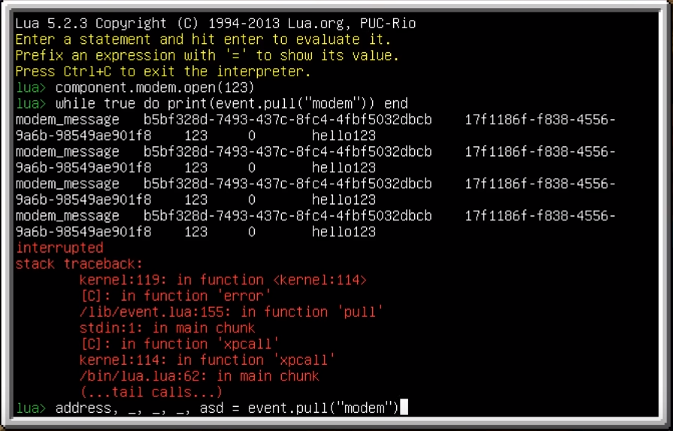 Lua 5.2.3 Copyright (C) 1994-2013 Lua.org, PUC-Rio
Enter a statement and hit enter to evaluate it.
Prefix an expression with '=' to show its value.
Press Ctrl+C to exit the interpreter.
lua> component.modem.open(123)
lua> while true do print(event.pull("modem")) end
modem_message   b5bf328d-7493-437c-8fc4-4fbf5032dbcb    17f1186f-f838-4556-
9a6b-98549ae901f8    123     0       hello123
modem_message   b5bf328d-7493-437c-8fc4-4fbf5032dbcb    17f1186f-f838-4556-
9a6b-98549ae901f8    123     0       hello123
modem_message   b5bf328d-7493-437c-8fc4-4fbf5032dbcb    17f1186f-f838-4556-
9a6b-98549ae901f8    123     0       hello123
modem_message   b5bf328d-7493-437c-8fc4-4fbf5032dbcb    17f1186f-f838-4556-
9a6b-98549ae901f8    123     0       hello123
interrupted
stack traceback:
        kernel:119: in function <kernel:114>
        [C]: in function 'error'
        /lib/event.lua:155: in function 'pull'
        stdin:1: in main chunk
        [C]: in function 'xpcall'
        kernel:114: in function 'xpcall'
        /bin/lua.lua:62: in main chunk
        (...tail calls...)
lua> address, _, _, _, asd = event.pull("modem")